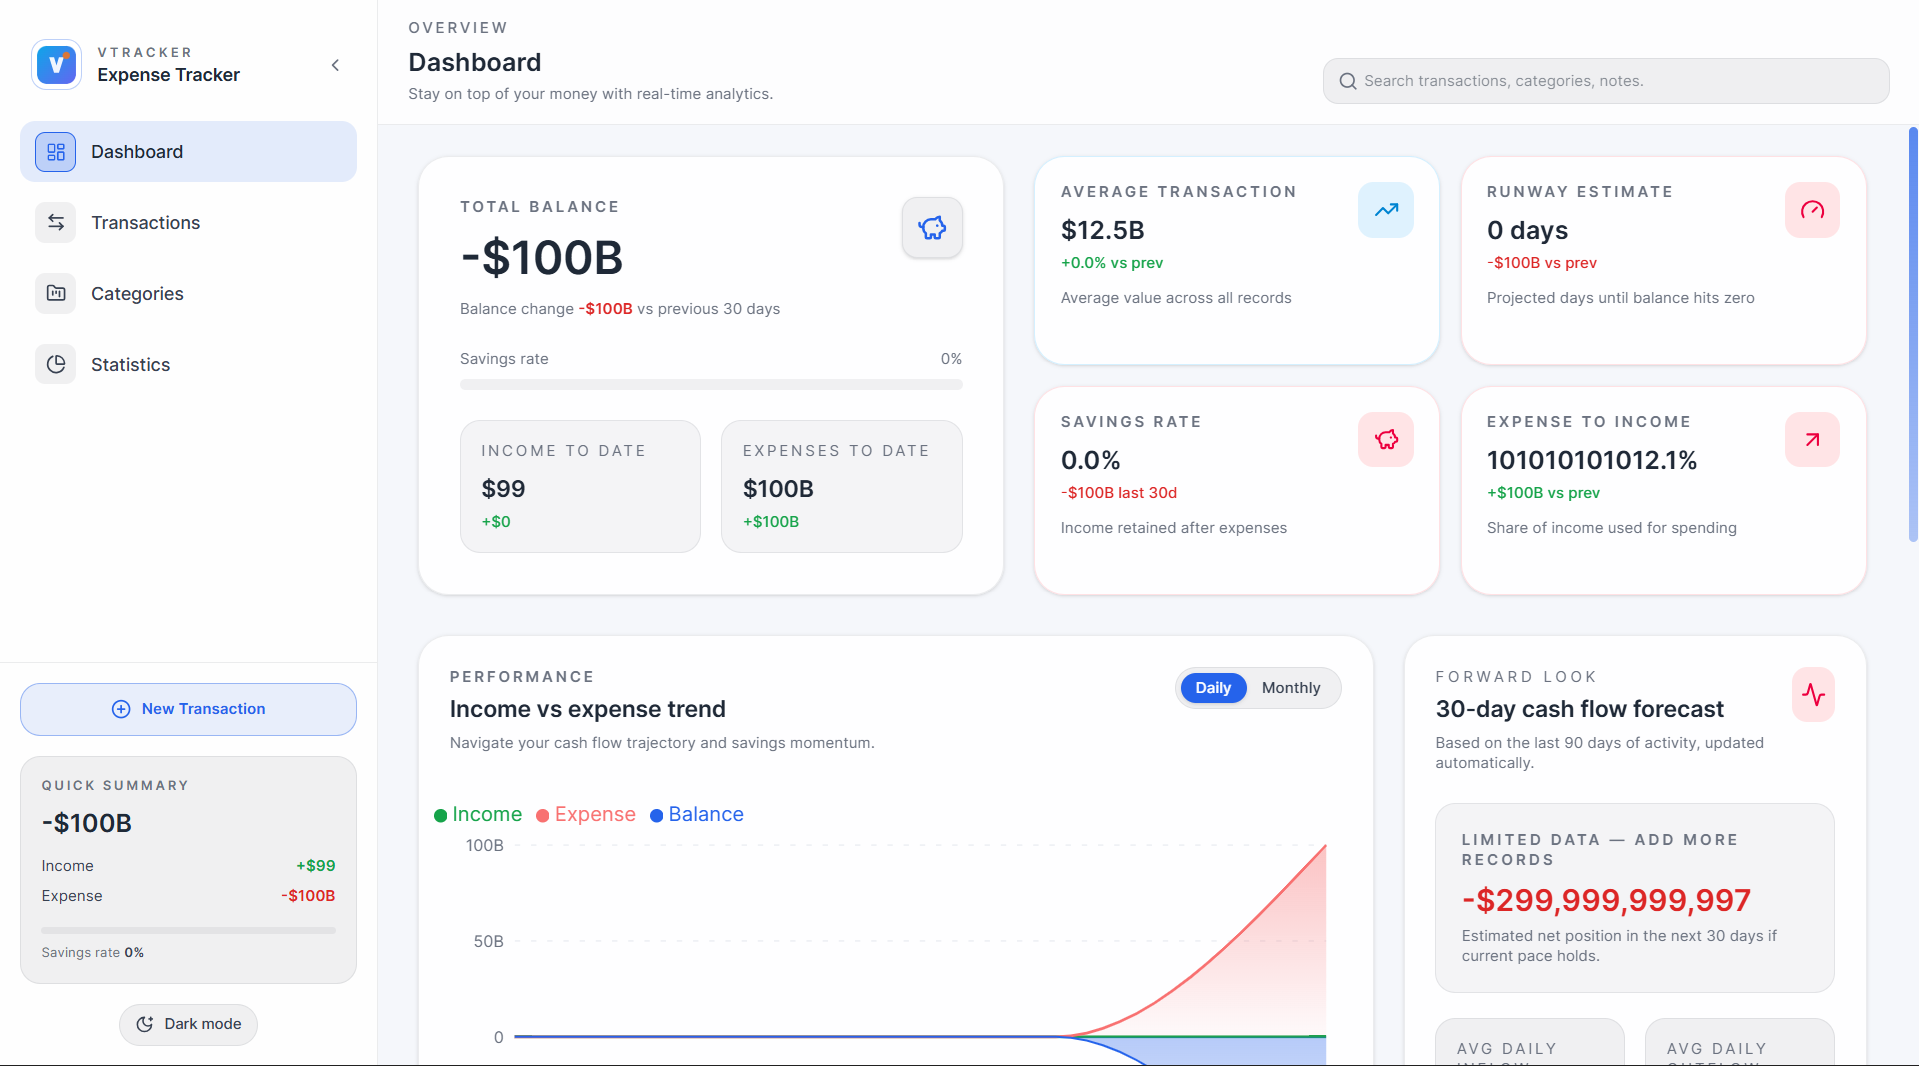 VTRACKER
Expense Tracker
Dashboard
Transactions
Categories
Statistics
New Transaction
QUICK SUMMARY
-$100B
Income +$99
Expense -$100B
Savings rate 0%
Dark mode
OVERVIEW
Dashboard
Stay on top of your money with real-time analytics.
Search transactions, categories, notes.
TOTAL BALANCE
-$100B
Balance change -$100B vs previous 30 days
Savings rate 0%
INCOME TO DATE
$99
+$0
EXPENSES TO DATE
$100B
+$100B
AVERAGE TRANSACTION
$12.5B
+0.0% vs prev
Average value across all records
RUNWAY ESTIMATE
0 days
-$100B vs prev
Projected days until balance hits zero
SAVINGS RATE
0.0%
-$100B last 30d
Income retained after expenses
EXPENSE TO INCOME
101010101012.1%
+$100B vs prev
Share of income used for spending
PERFORMANCE
Income vs expense trend
Navigate your cash flow trajectory and savings momentum.
Daily Monthly
Income Expense Balance
100B
50B
0
FORWARD LOOK
30-day cash flow forecast
Based on the last 90 days of activity, updated
automatically.
LIMITED DATA — ADD MORE
RECORDS
-$299,999,999,997
Estimated net position in the next 30 days if
current pace holds.
AVG DAILY
AVG DAILY